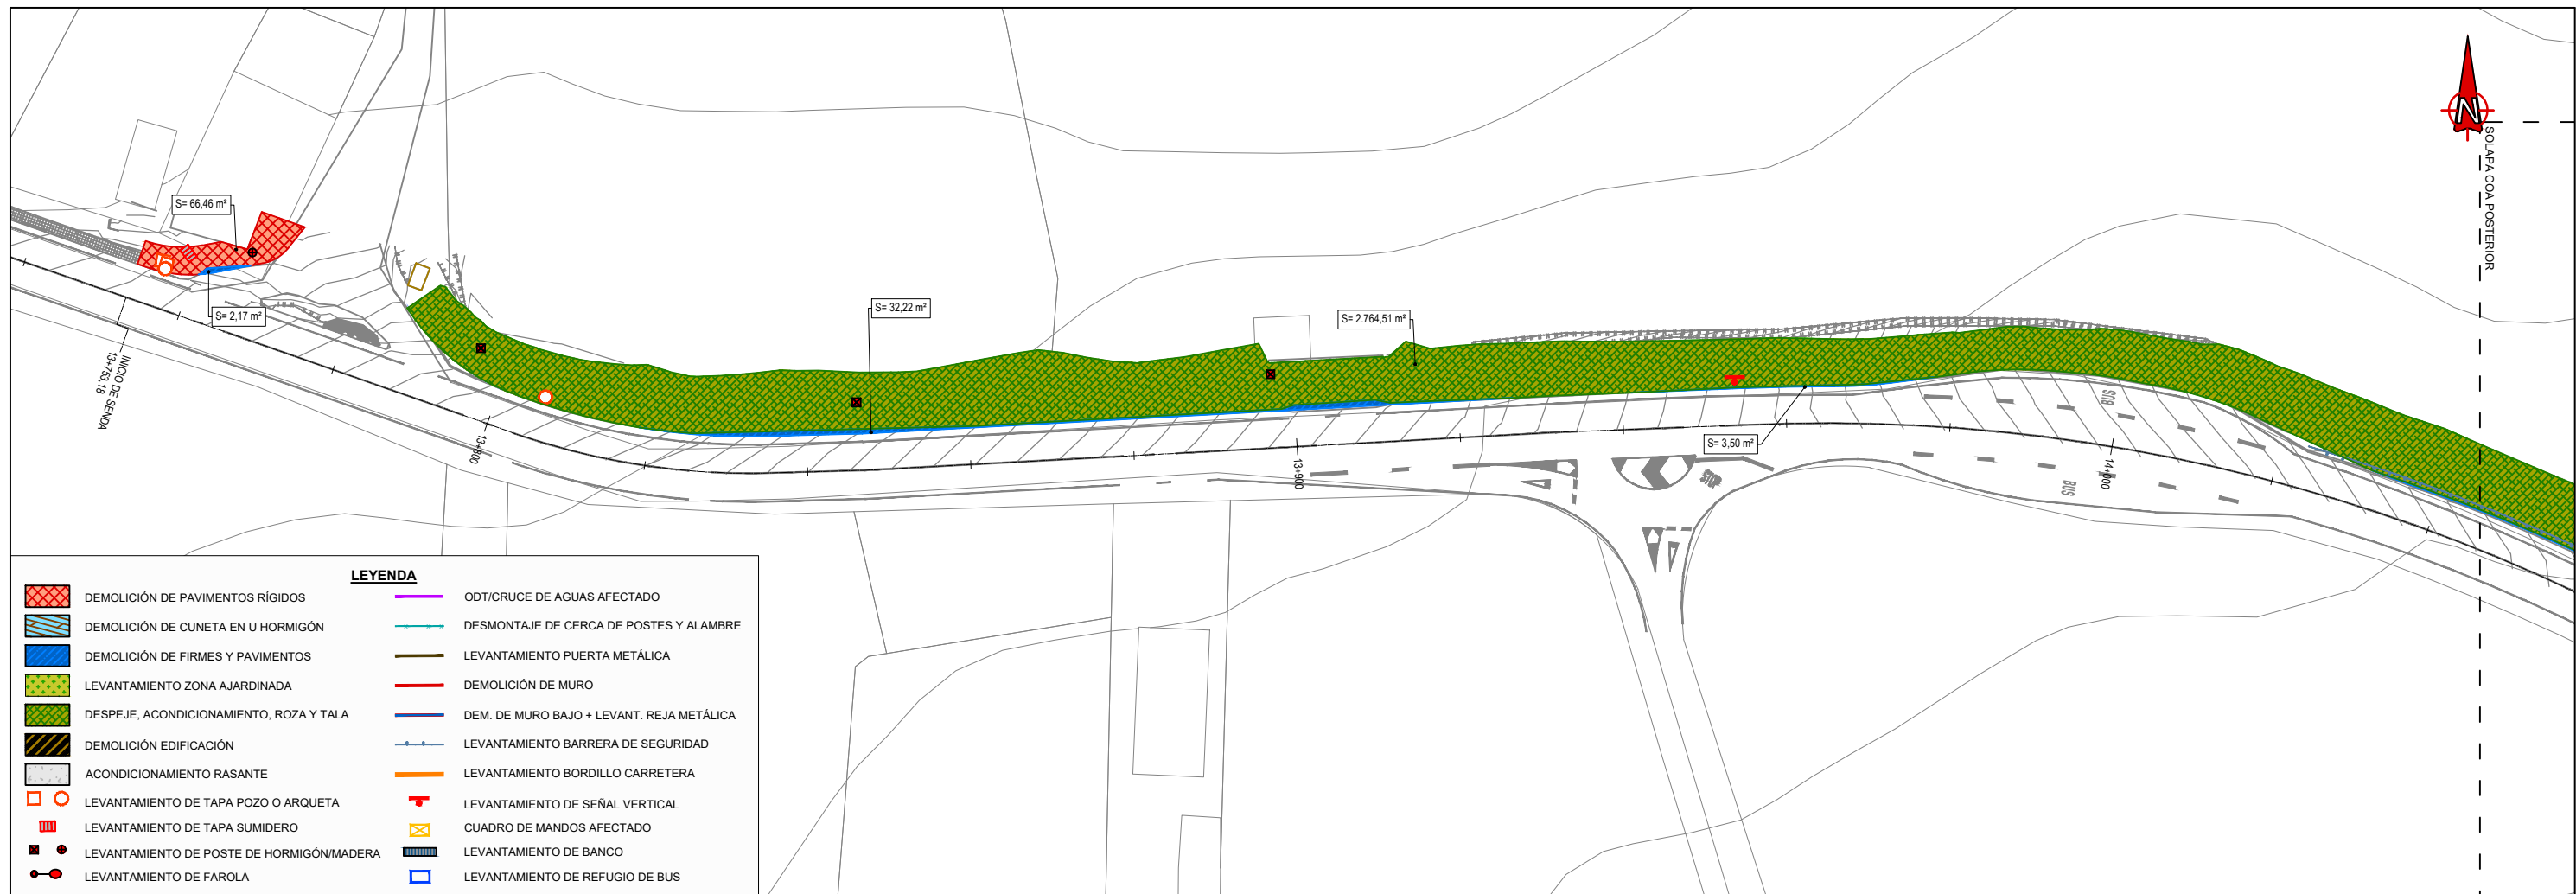 N
SOLAPA COA POSTERIOR
S= 66,46 m²
S= 2,17 m²
S= 32,22 m²
S= 2.764,51 m²
S= 3,50 m²
INICIO DE SENDA
13+753,18
13+800
13+900
14+000
STOP
BUS
BUS
LEYENDA
DEMOLICIÓN DE PAVIMENTOS RÍGIDOS
DEMOLICIÓN DE CUNETA EN U HORMIGÓN
DEMOLICIÓN DE FIRMES Y PAVIMENTOS
LEVANTAMIENTO ZONA AJARDINADA
DESPEJE, ACONDICIONAMIENTO, ROZA Y TALA
DEMOLICIÓN EDIFICACIÓN
ACONDICIONAMIENTO RASANTE
LEVANTAMIENTO DE TAPA POZO O ARQUETA
LEVANTAMIENTO DE TAPA SUMIDERO
LEVANTAMIENTO DE POSTE DE HORMIGÓN/MADERA
LEVANTAMIENTO DE FAROLA
ODT/CRUCE DE AGUAS AFECTADO
DESMONTAJE DE CERCA DE POSTES Y ALAMBRE
LEVANTAMIENTO PUERTA METÁLICA
DEMOLICIÓN DE MURO
DEM. DE MURO BAJO + LEVANT. REJA METÁLICA
LEVANTAMIENTO BARRERA DE SEGURIDAD
LEVANTAMIENTO BORDILLO CARRETERA
LEVANTAMIENTO DE SEÑAL VERTICAL
CUADRO DE MANDOS AFECTADO
LEVANTAMIENTO DE BANCO
LEVANTAMIENTO DE REFUGIO DE BUS